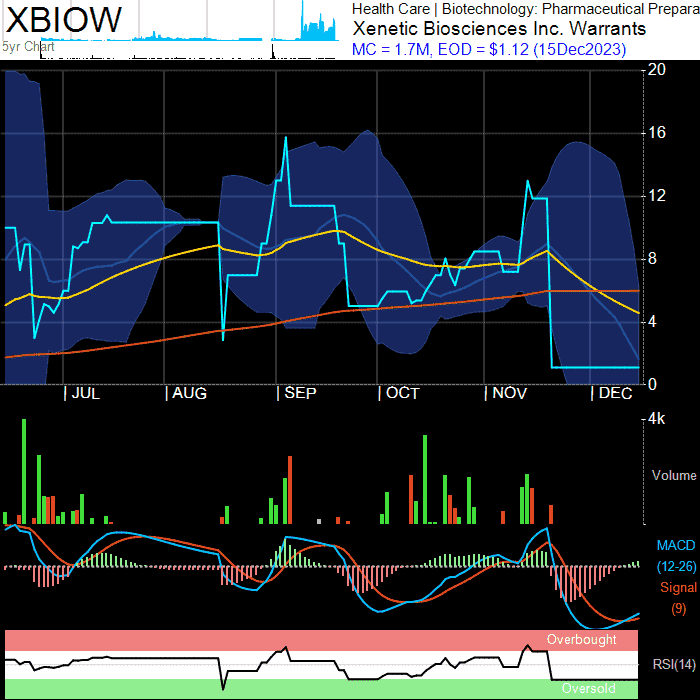 XBIOW
5yr Chart
Health Care | Biotechnology: Pharmaceutical Prepara
Xenetic Biosciences Inc. Warrants
MC = 1.7M, EOD = $1.12 (15Dec2023)
20
16
12
8
4
0
| JUL | AUG | SEP | OCT | NOV | DEC
4k
Volume
MACD
(12-26)
Signal
(9)
Overbought
RSI(14)
Oversold